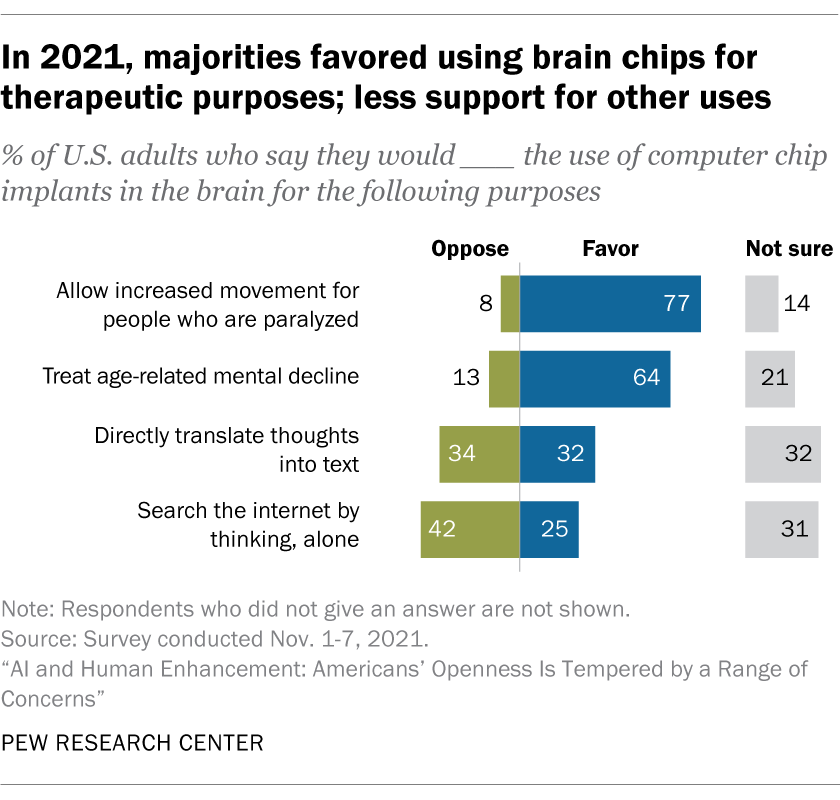 In 2021, majorities favored using brain chips for
therapeutic purposes; less support for other uses
% of U.S. adults who say they would ___ the use of computer chip
implants in the brain for the following purposes
Oppose Favor Not sure
Allow increased movement for
people who are paralyzed
8 77 14
Treat age-related mental decline
13 64 21
Directly translate thoughts
into text
34 32 32
Search the internet by
thinking, alone
42 25 31
Note: Respondents who did not give an answer are not shown.
Source: Survey conducted Nov. 1-7, 2021.
“AI and Human Enhancement: Americans’ Openness Is Tempered by a Range of
Concerns”
PEW RESEARCH CENTER